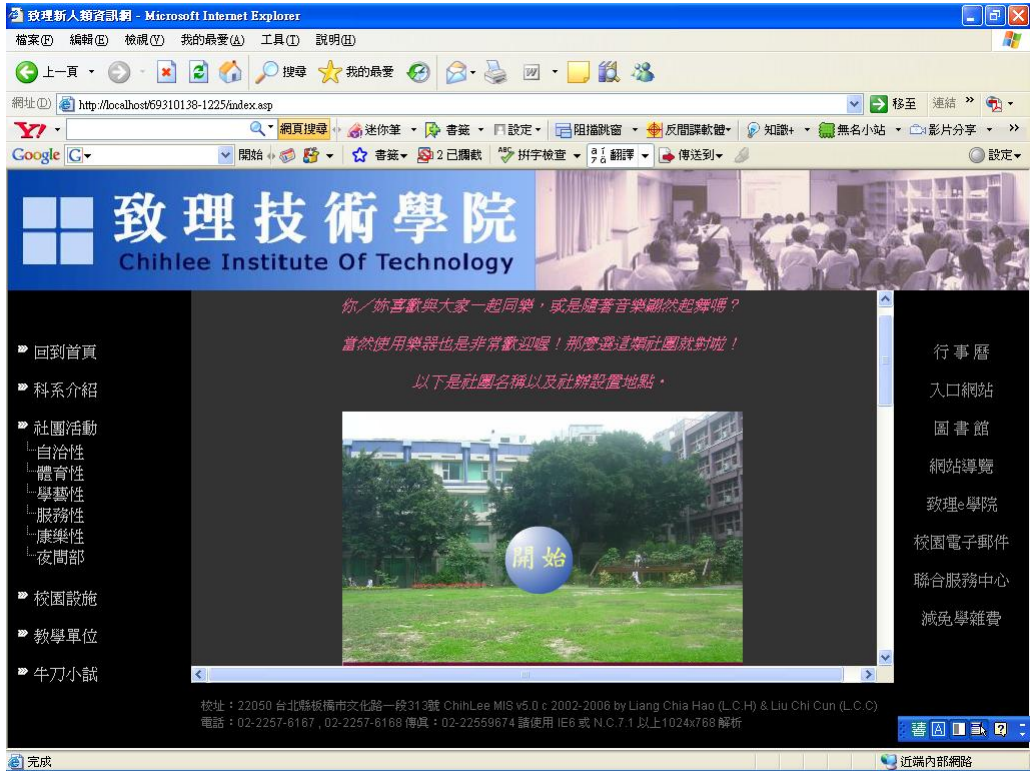 致理新人類資訊網 - Microsoft Internet Explorer
檔案(F) 編輯(E) 檢視(V) 我的最愛(A) 工具(T) 說明(H)
上一頁 搜尋 我的最愛
網址(D) http://localhost/69310138-1225/index.asp 移至 連結 »
Y7! 網頁搜尋 迷你筆 書籤 設定 阻擋跳窗 反間諜軟體 知識+ 無名小站 影片分享 »
Google G 開始 書籤 2 已攔截 ABC 拼字檢查 翻譯 傳送到 設定
致理技術學院
Chihlee Institute Of Technology
你／妳喜歡與大家一起同樂，或是隨著音樂翩然起舞嗎？
當然使用樂器也是非常歡迎喔！那麼選這類社團就對啦！
以下是社團名稱以及社辦設置地點。
開始
回到首頁
科系介紹
社團活動
自治性
體育性
學藝性
服務性
康樂性
夜間部
校園設施
教學單位
牛刀小試
行事曆
入口網站
圖書館
網站導覽
致理e學院
校園電子郵件
聯合服務中心
減免學雜費
校址：22050 台北縣板橋市文化路一段313號 ChihLee MIS v5.0 c 2002-2006 by Liang Chia Hao (L.C.H) & Liu Chi Cun (L.C.C)
電話：02-2257-6167 , 02-2257-6168 傳真：02-22559674 請使用 IE6 或 N.C.7.1 以上1024x768 解析
完成 近端內部網路